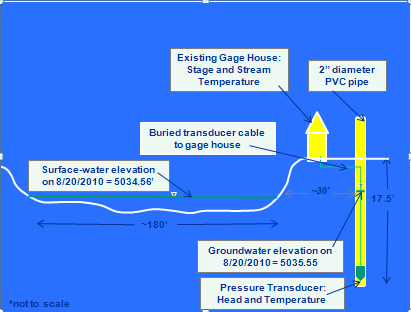 Existing Gage House:
Stage and Stream
Temperature
2” diameter
PVC pipe
Buried transducer cable
to gage house
Surface-water elevation
on 8/20/2010 = 5034.56'
~30'
17.5'
~180'
Groundwater elevation on
8/20/2010 = 5035.55
Pressure Transducer:
Head and Temperature
*not to scale